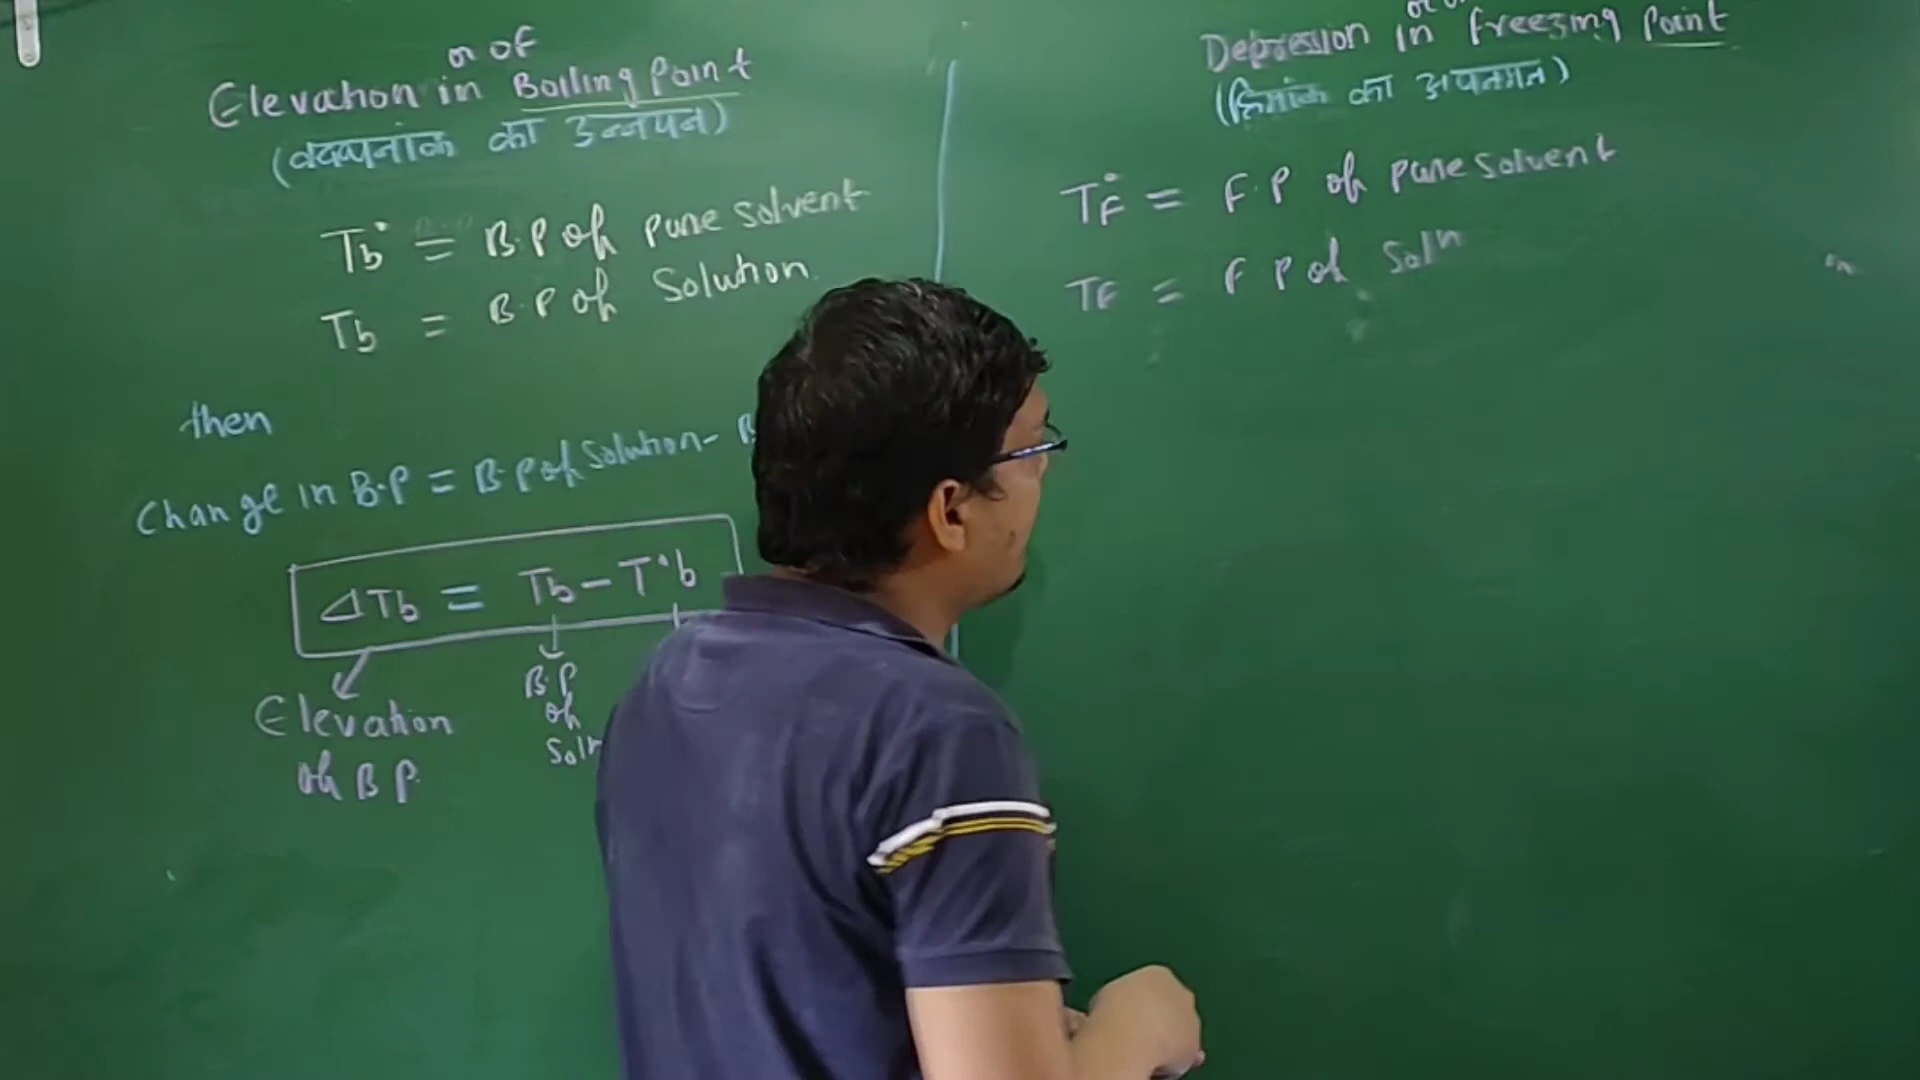 or of
Elevation in Boiling Point
(क्वथनांक का उन्नयन)
Tb° = B.P of pure solvent
Tb = B.P of Solution
then
Change in B.P = B.P of Solution - B
ΔTb = Tb - T°b
Elevation
of B P.
B.P
of
Soln
Depression in freezing Point
(हिमांक का अवनमन)
TF° = F.P of pure solvent
TF = F P of Soln